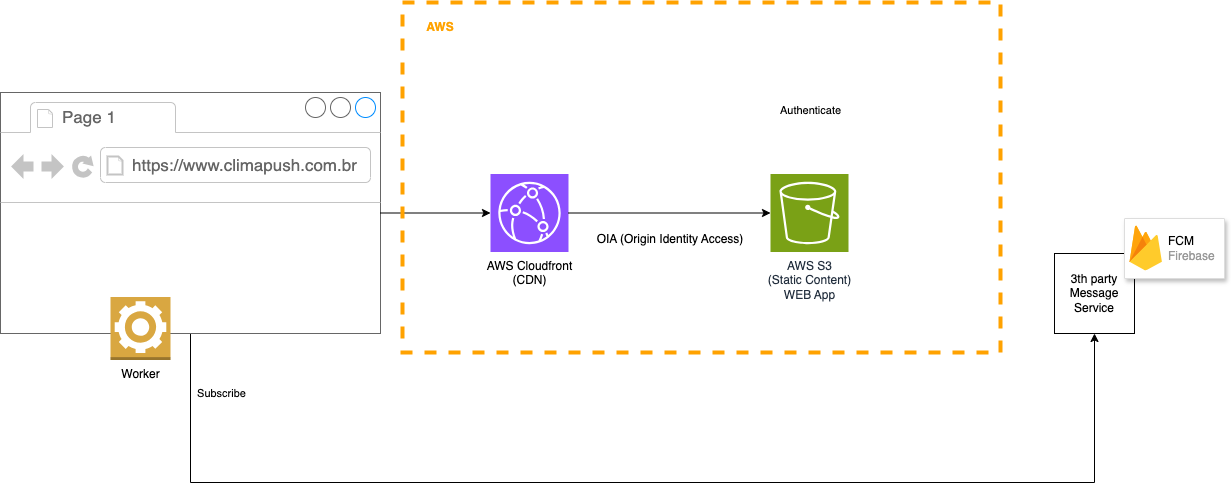 AWS
Page 1
Authenticate
https://www.climapush.com.br
OIA (Origin Identity Access)
AWS Cloudfront
(CDN)
AWS S3
(Static Content)
WEB App
FCM
Firebase
3th party
Message
Service
Worker
Subscribe